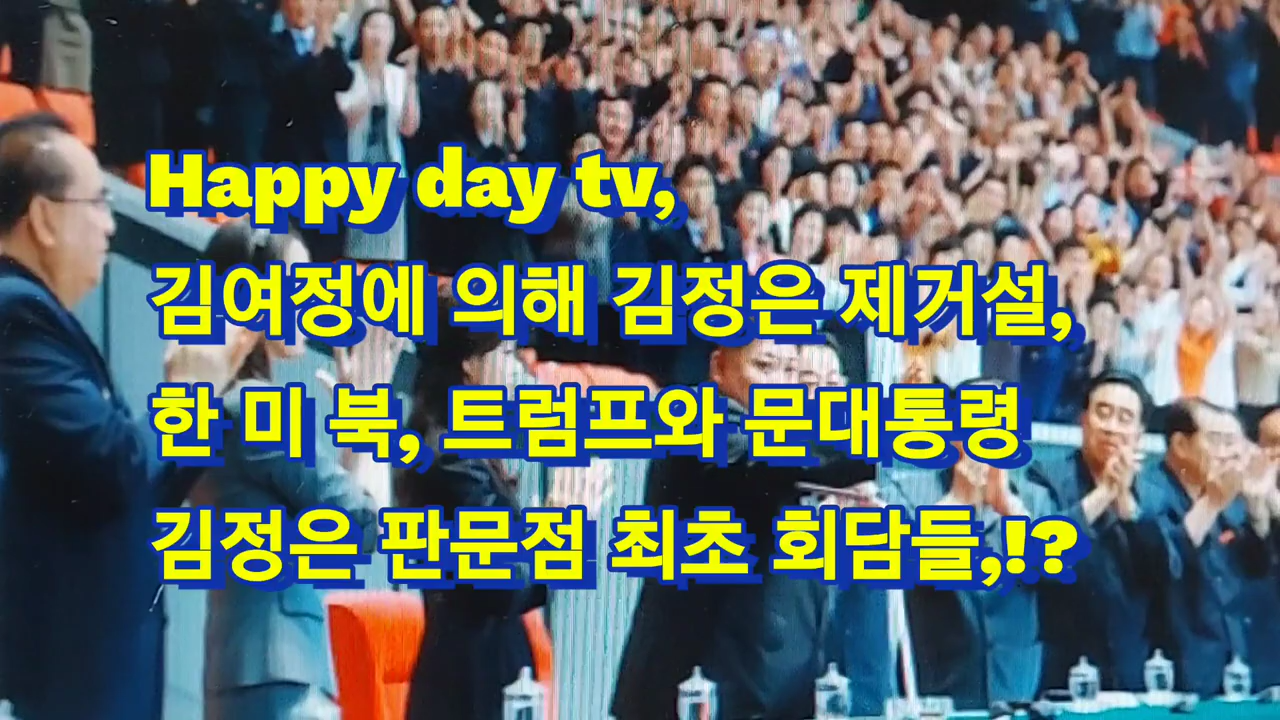 Happy day tv,
김여정에 의해 김정은 제거설,
한 미 북, 트럼프와 문대통령
김정은 판문점 최초 회담들,!?